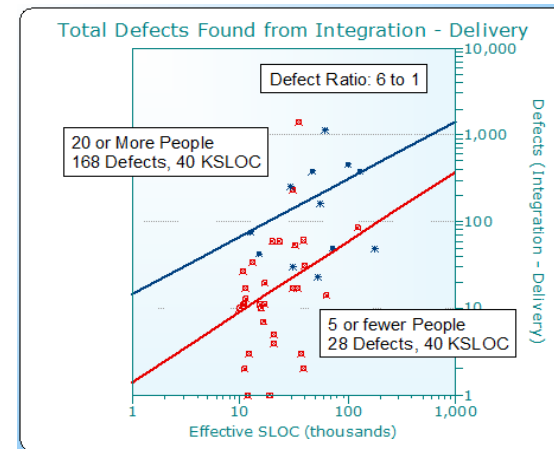 Total Defects Found from Integration - Delivery
10,000
Defect Ratio: 6 to 1
20 or More People
168 Defects, 40 KSLOC
1,000
100
10
5 or fewer People
28 Defects, 40 KSLOC
1
Defects (Integration - Delivery)
1
10
100
1,000
Effective SLOC (thousands)